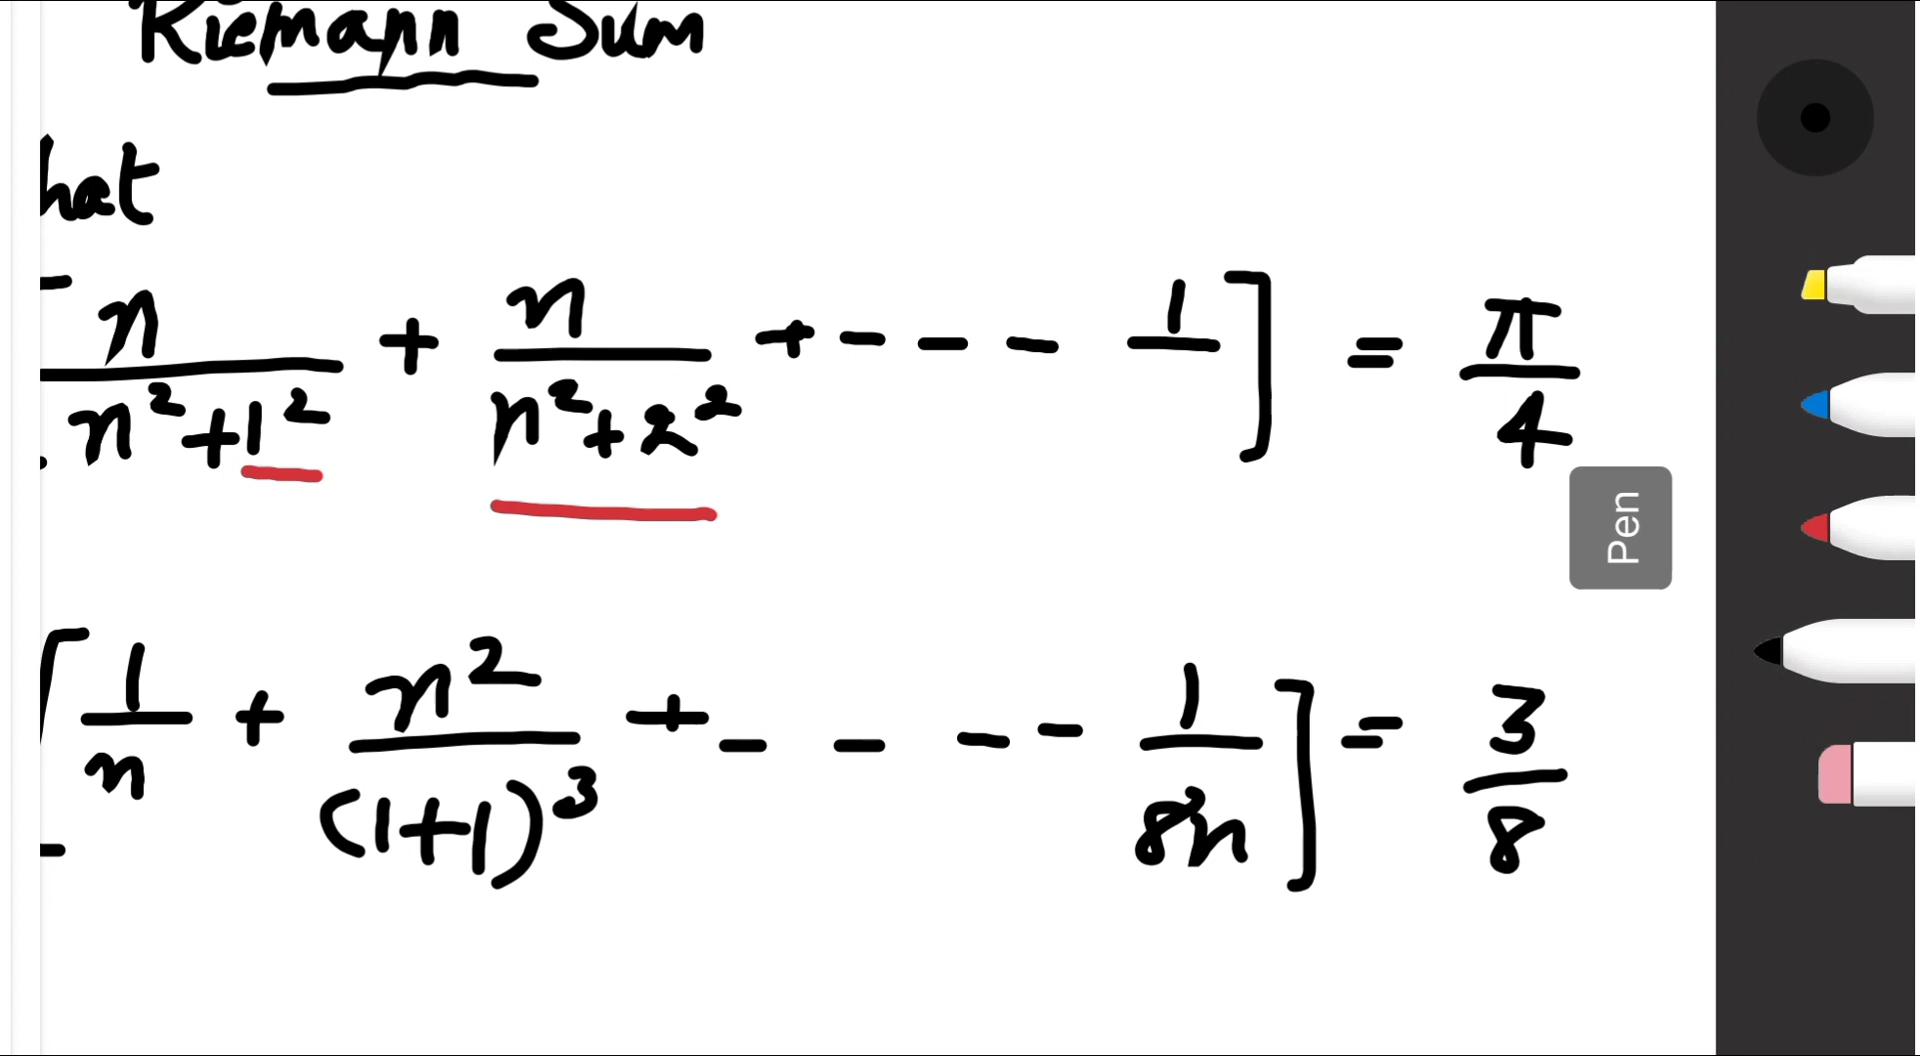 Riemann Sum
hat
[ n/(n²+1²) + n/(n²+2²) + - - - 1/ ] = π/4
Pen
[ 1/n + n²/(1+1)³ + - - - - 1/8n ] = 3/8